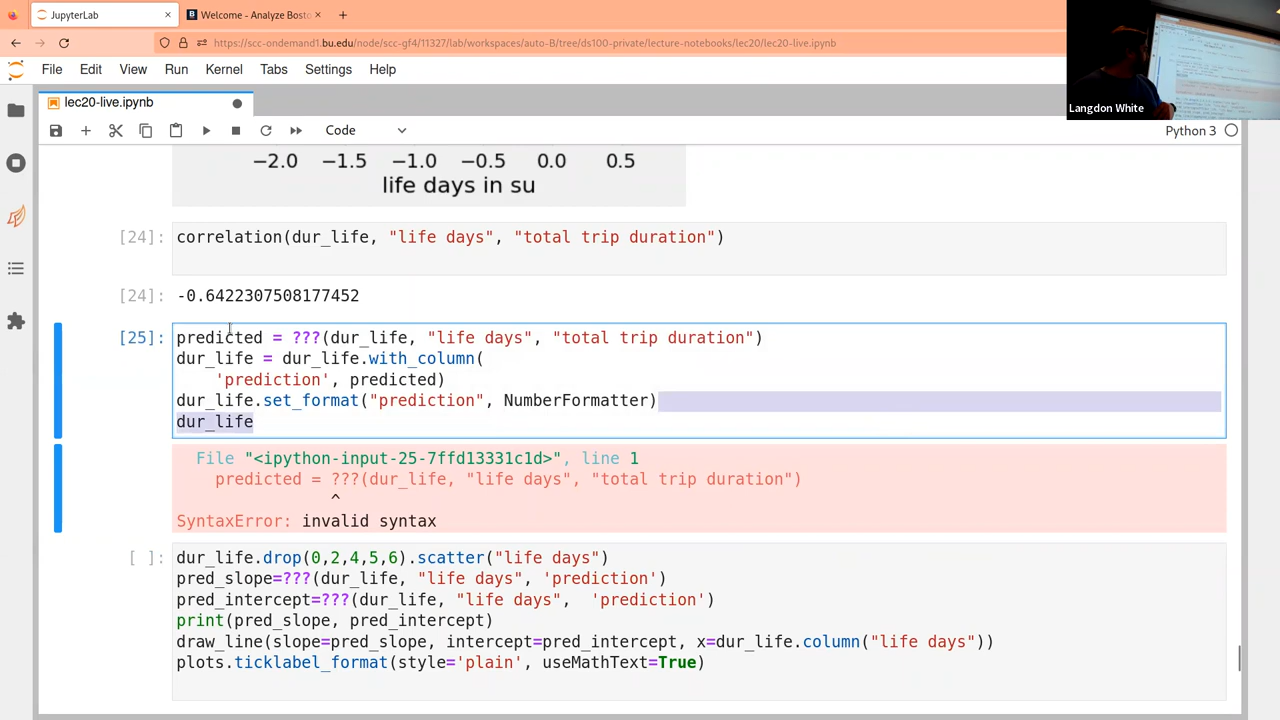 JupyterLab
Welcome - Analyze Bosto
https://scc-ondemand1.bu.edu/node/scc-gf4/11327/lab/workspaces/auto-B/tree/ds100-private/lecture-notebooks/lec20/lec20-live.ipynb
File Edit View Run Kernel Tabs Settings Help
Langdon White
lec20-live.ipynb
Code
Python 3
−2.0 −1.5 −1.0 −0.5 0.0 0.5
life days in su
[24]: correlation(dur_life, "life days", "total trip duration")
[24]: -0.6422307508177452
[25]: predicted = ???(dur_life, "life days", "total trip duration")
dur_life = dur_life.with_column(
'prediction', predicted)
dur_life.set_format("prediction", NumberFormatter)
dur_life
File "<ipython-input-25-7ffd13331c1d>", line 1
predicted = ???(dur_life, "life days", "total trip duration")
^
SyntaxError: invalid syntax
[ ]: dur_life.drop(0,2,4,5,6).scatter("life days")
pred_slope=???(dur_life, "life days", 'prediction')
pred_intercept=???(dur_life, "life days",  'prediction')
print(pred_slope, pred_intercept)
draw_line(slope=pred_slope, intercept=pred_intercept, x=dur_life.column("life days"))
plots.ticklabel_format(style='plain', useMathText=True)